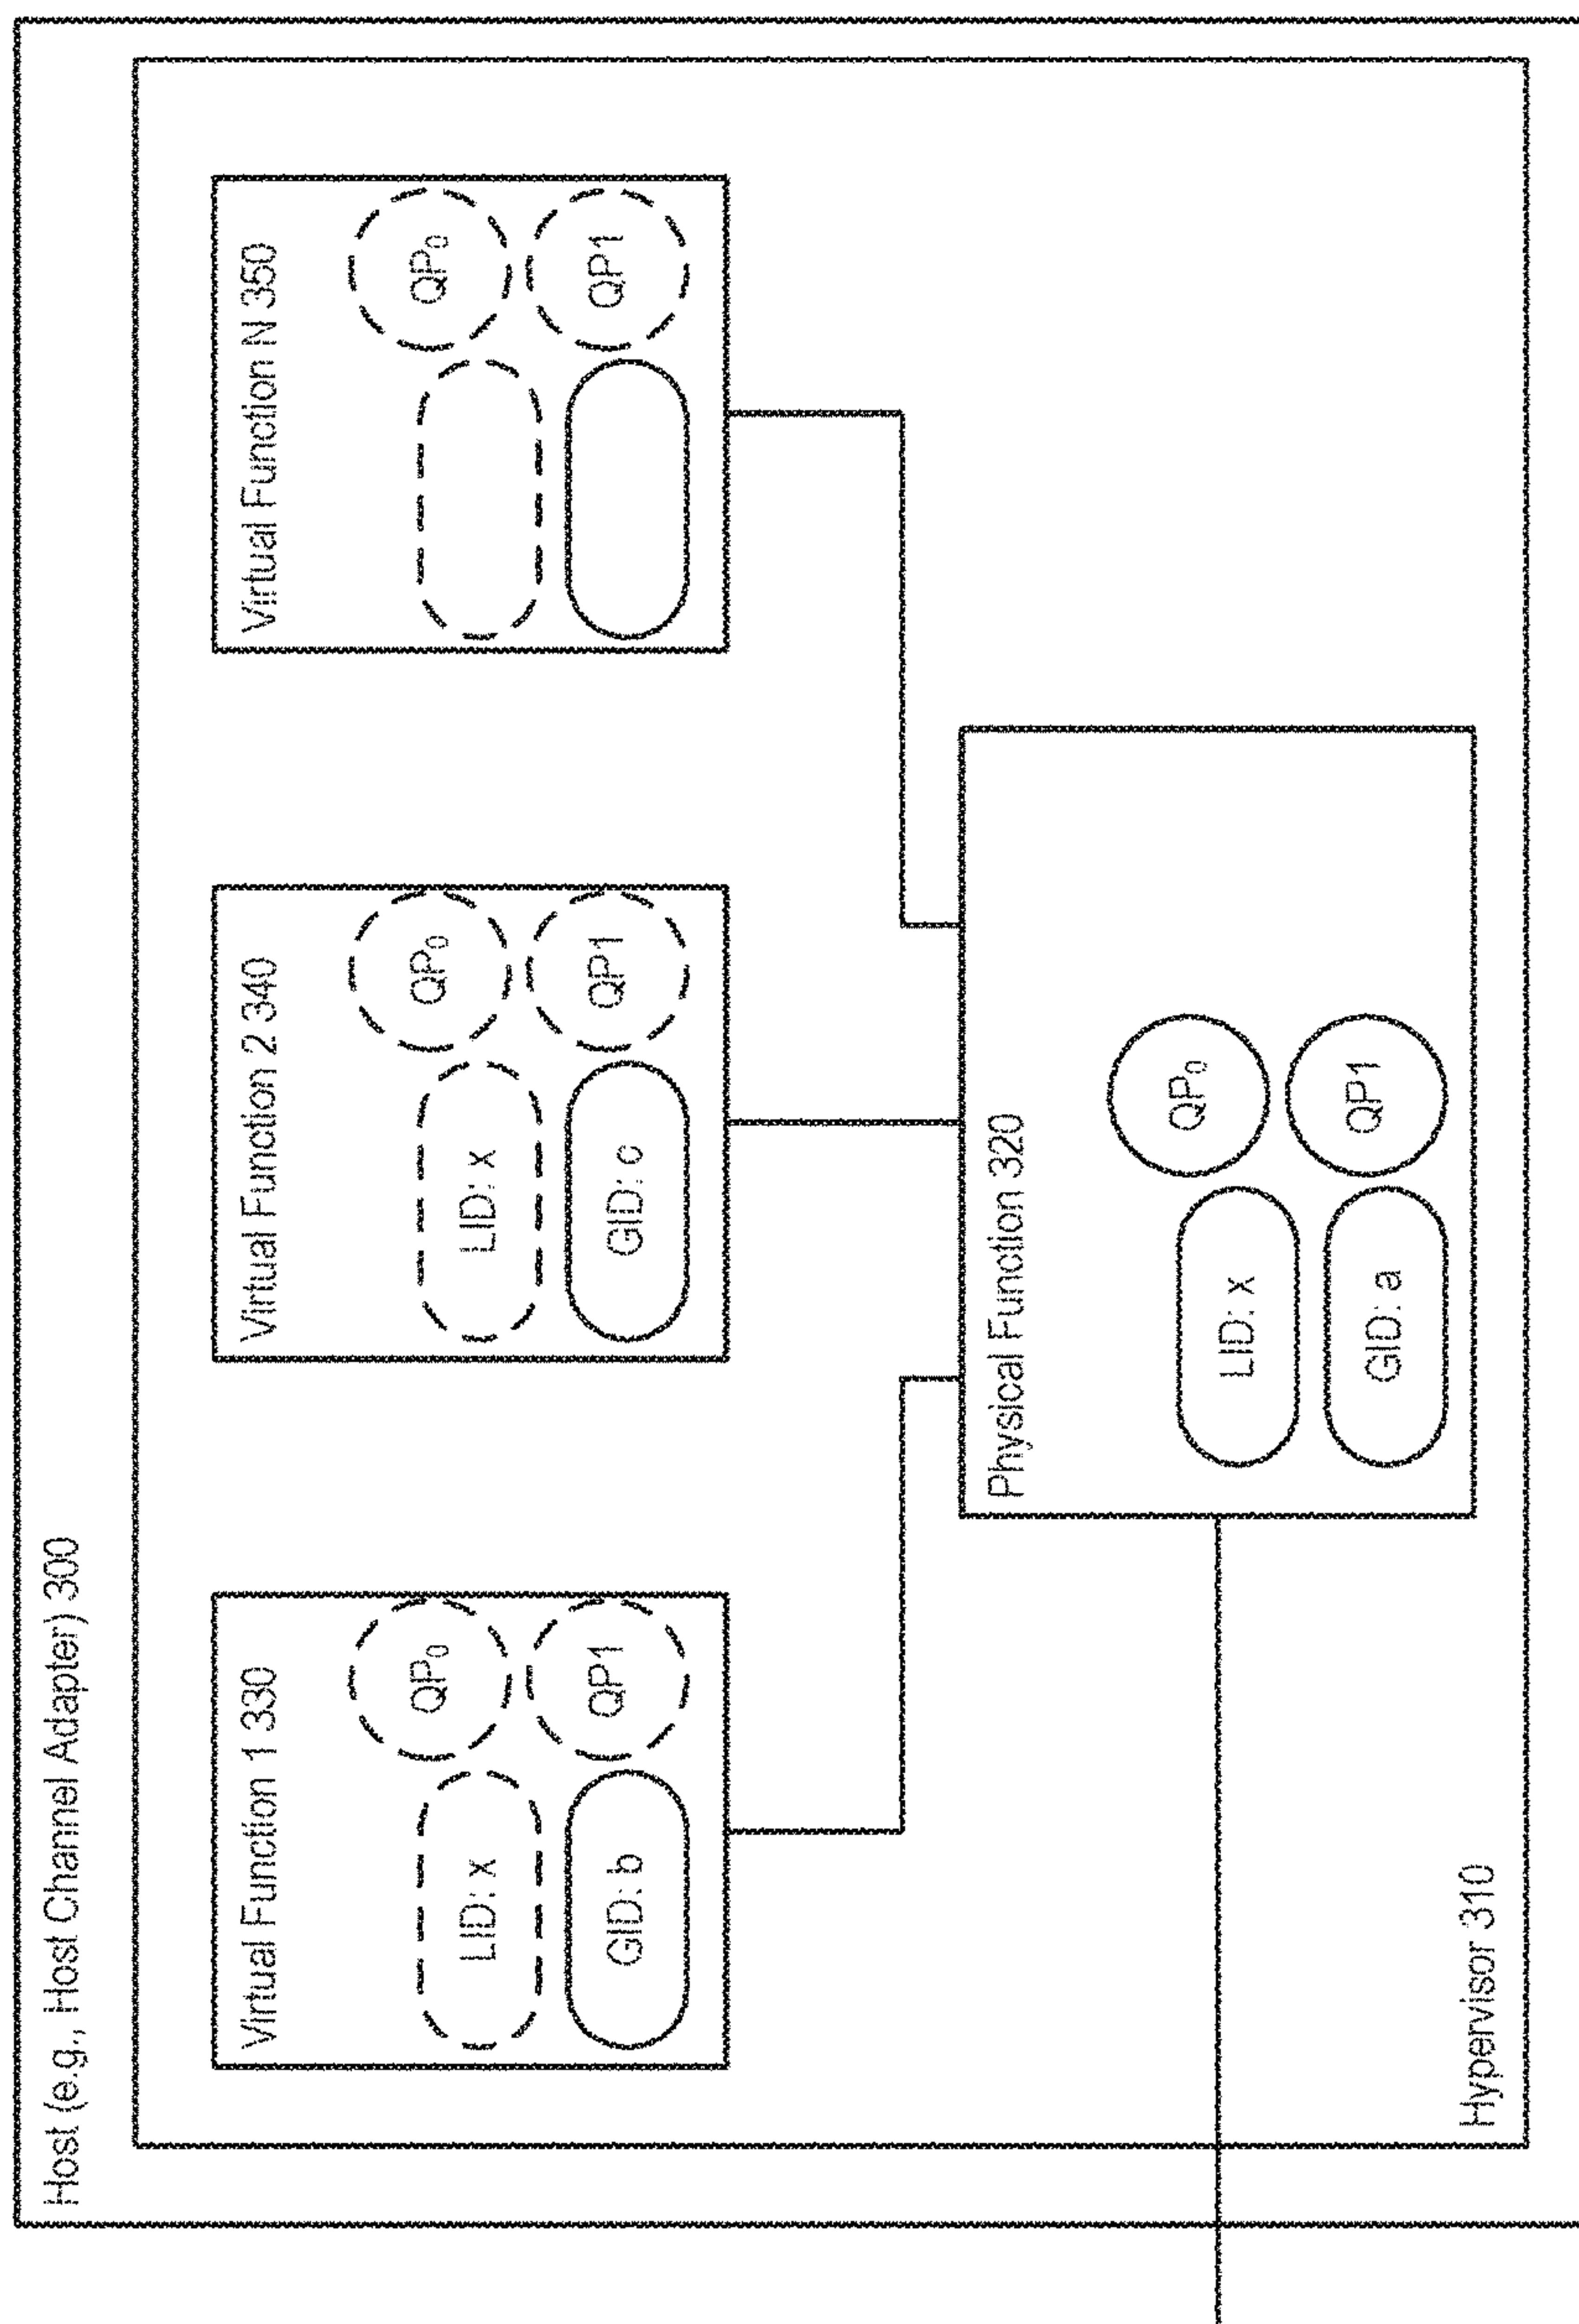 Host (e.g., Host Channel Adapter) 300
Virtual Function 1 330
QP0
LID: x
QP1
GID: b
Virtual Function 2 340
QP0
LID: x
QP1
GID: c
Virtual Function N 350
QP0
QP1
Physical Function 320
QP0
LID: x
QP1
GID: a
Hypervisor 310